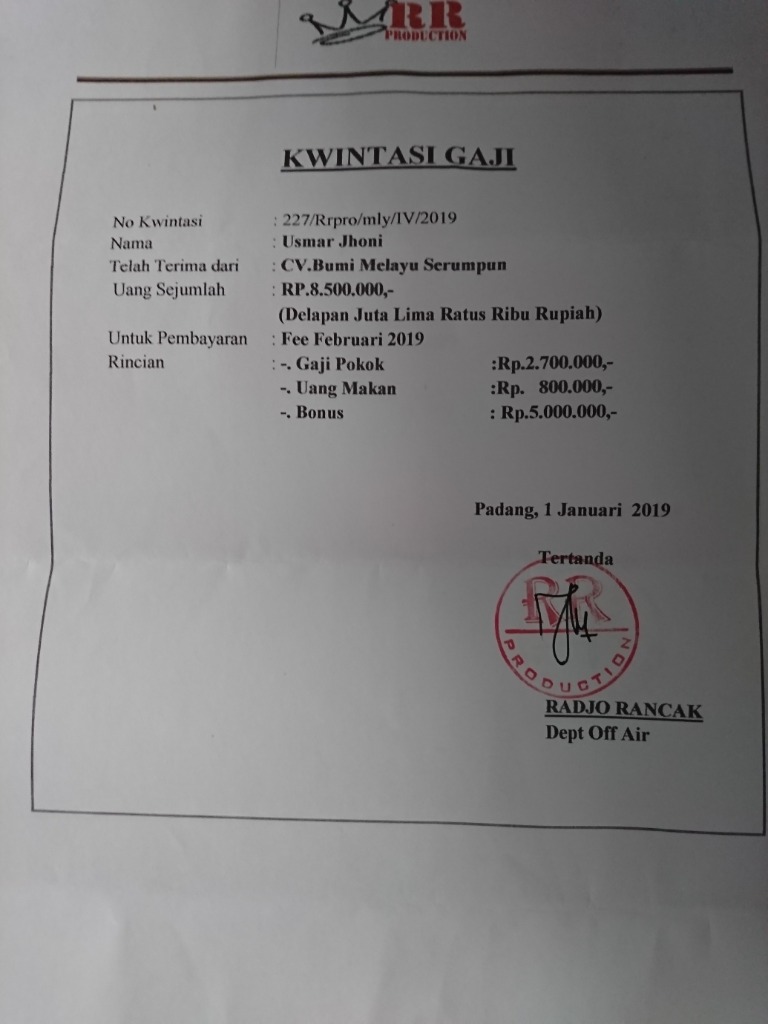 RR
PRODUCTION
KWINTASI GAJI
No Kwintasi : 227/Rrpro/mly/IV/2019
Nama : Usmar Jhoni
Telah Terima dari : CV.Bumi Melayu Serumpun
Uang Sejumlah : RP.8.500.000,-
(Delapan Juta Lima Ratus Ribu Rupiah)
Untuk Pembayaran : Fee Februari 2019
Rincian : -. Gaji Pokok :Rp.2.700.000,-
-. Uang Makan :Rp. 800.000,-
-. Bonus : Rp.5.000.000,-
Padang, 1 Januari 2019
Tertanda
RR
PRODUCTION
RADJO RANCAK
Dept Off Air